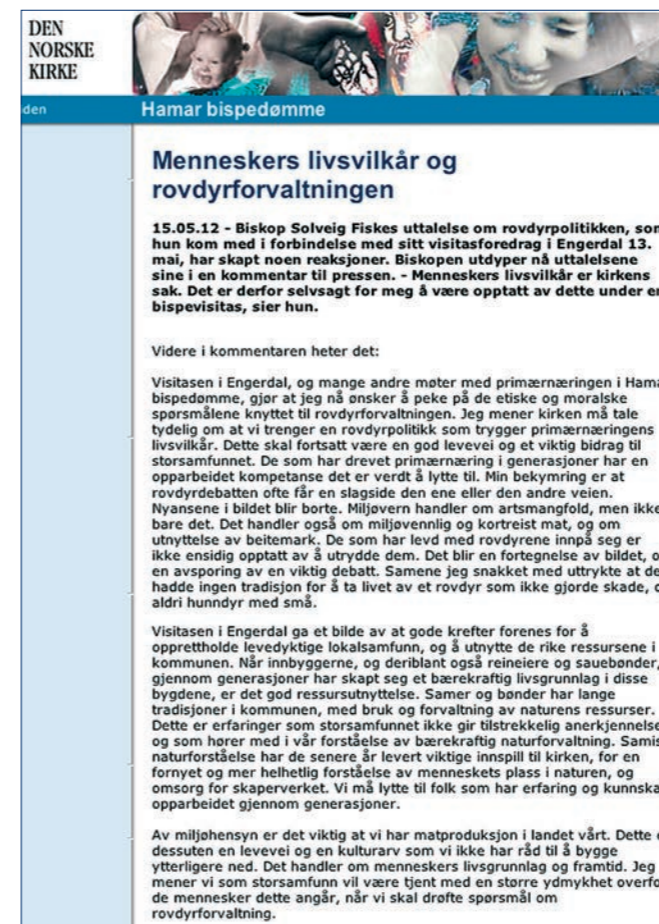 DEN
NORSKE
KIRKE
den
Hamar bispedømme
Menneskers livsvilkår og
rovdyrforvaltningen
15.05.12 - Biskop Solveig Fiskes uttalelse om rovdyrpolitikken, som
hun kom med i forbindelse med sitt visitasforedrag i Engerdal 13.
mai, har skapt noen reaksjoner. Biskopen utdyper nå uttalelsene
sine i en kommentar til pressen. - Menneskers livsvilkår er kirkens
sak. Det er derfor selvsagt for meg å være opptatt av dette under
bispevisitas, sier hun.
Videre i kommentaren heter det:
Visitasen i Engerdal, og mange andre møter med primærnæringen i
bispedømme, gjør at jeg nå ønsker å peke på de etiske og moralske
spørsmålene knyttet til rovdyrforvaltningen. Jeg mener kirken må tale
tydelig om at vi trenger en rovdyrpolitikk som trygger primærnæringens
livsvilkår. Dette skal fortsatt være en god levevei og et viktig bidrag til
storsamfunnet. De som har drevet primærnæring i generasjoner har en
opparbeidet kompetanse det er verdt å lytte til. Min bekymring er at
rovdyrdebatten ofte får en slagside den ene eller den andre veien.
Nyansene i bildet blir borte. Miljøvern handler om artsmangfold, men ikke
bare det. Det handler også om miljøvennlig og kortreist mat, og om
utnyttelse av beitemark. De som har levd med rovdyrene innpå seg er
ikke ensidig opptatt av å utrydde dem. Det blir en fortegnelse av bildet,
en avsporing av en viktig debatt. Samene jeg snakket med uttrykte at
hadde ingen tradisjon for å ta livet av et rovdyr som ikke gjorde skade,
aldri hunndyr med små.
Visitasen i Engerdal ga et bilde av at gode krefter forenes for å
opprettholde levedyktige lokalsamfunn, og å utnytte de rike ressursene i
kommunen. Når innbyggerne, og deriblant også reineiere og sauebønder,
gjennom generasjoner har skapt seg et bærekraftig livsgrunnlag i disse
bygdene, er det god ressursutnyttelse. Samer og bønder har lange
tradisjoner i kommunen, med bruk og forvaltning av naturens ressurser.
Dette er erfaringer som storsamfunnet ikke gir tilstrekkelig anerkjennelse
og som hører med i vår forståelse av bærekraftig naturforvaltning.
naturforståelse har de senere år levert viktige innspill til kirken, for en
fornyet og mer helhetlig forståelse av menneskets plass i naturen, og
omsorg for skaperverket. Vi må lytte til folk som har erfaring og
opparbeidet gjennom generasjoner.
Av miljøhensyn er det viktig at vi har matproduksjon i landet vårt. Dette
dessuten en levevei og en kulturarv som vi ikke har råd til å bygge
ytterligere ned. Det handler om menneskers livsgrunnlag og framtid. Jeg
mener vi som storsamfunn vil være tjent med en større ydmykhet
de mennesker dette angår, når vi skal drøfte spørsmål om
rovdyrforvaltning.